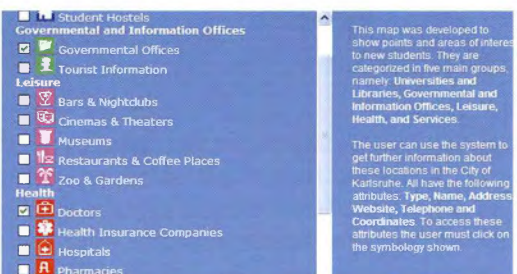 Student Hostels
Governmental and Information Offices
Governmental Offices
Tourist Information
Leisure
Bars & Nightclubs
Cinemas & Theaters
Museums
Restaurants & Coffee Places
Zoo & Gardens
Health
Doctors
Health Insurance Companies
Hospitals
Pharmacies
This map was developed to
show points and areas of interes
to new students. They are
categorized in five main groups,
namely: Universities and
Libraries, Governmental and
Information Offices, Leisure,
Health, and Services.
The user can use the system to
get further information about
these locations in the City of
Karlsruhe. All have the following
attributes: Type, Name, Address
Website, Telephone and
Coordinates. To access these
attributes the user must click on
the symbology shown.